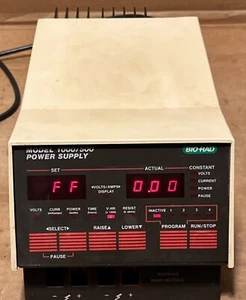 MODEL 1000/500
POWER SUPPLY
BIO-RAD
SET
ACTUAL
CONSTANT
FF
0.00
◄VOLTS/AMPS►
DISPLAY
VOLTS
CURRENT
POWER
PAUSE
VOLTS
CURR
POWER
TIME
V-HR
RESIST
INACTIVE
1
2
3
4
◄SELECT►
RAISE▲
LOWER▼
PROGRAM
RUN/STOP
PAUSE